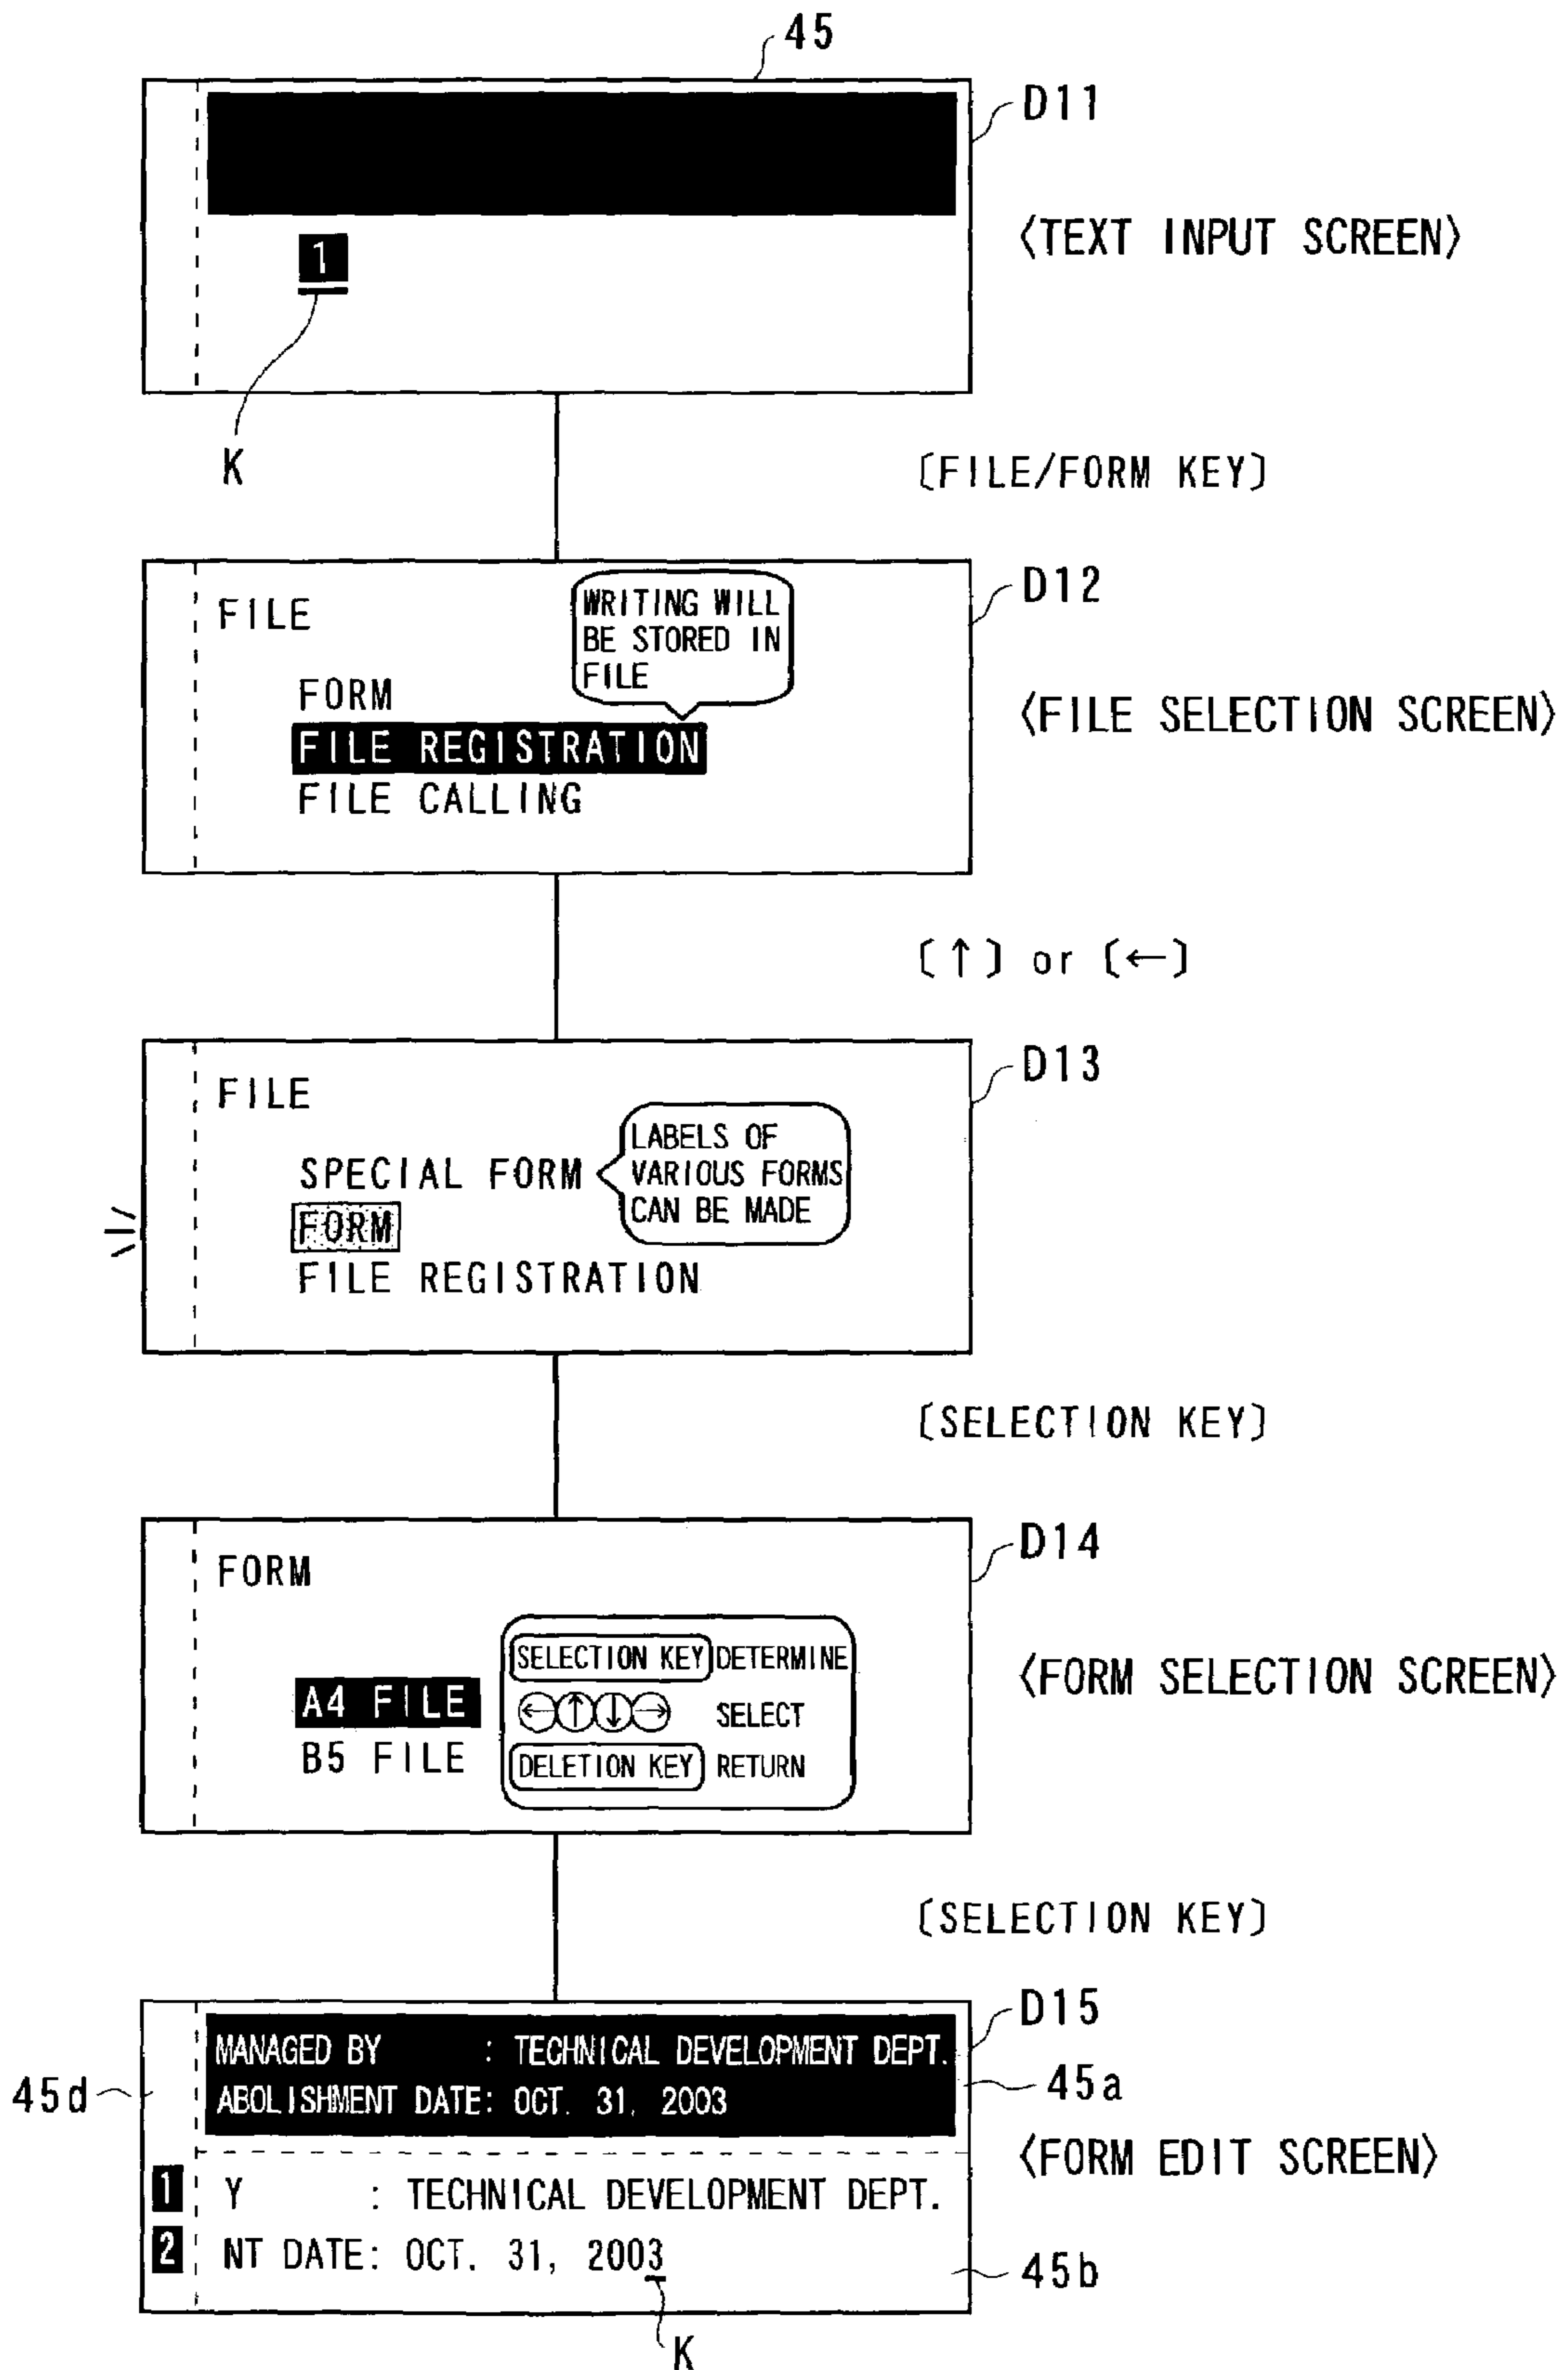 45
D11
〈TEXT INPUT SCREEN〉
1
K
〔FILE/FORM KEY〕
D12
FILE
WRITING WILL
BE STORED IN
FILE
FORM
FILE REGISTRATION
FILE CALLING
〈FILE SELECTION SCREEN〉
〔↑〕 or 〔←〕
D13
FILE
SPECIAL FORM
LABELS OF
VARIOUS FORMS
CAN BE MADE
FORM
FILE REGISTRATION
〔SELECTION KEY〕
D14
FORM
A4 FILE
B5 FILE
SELECTION KEY DETERMINE
←↑↓→ SELECT
DELETION KEY RETURN
〈FORM SELECTION SCREEN〉
〔SELECTION KEY〕
D15
MANAGED BY : TECHNICAL DEVELOPMENT DEPT.
ABOLISHMENT DATE: OCT. 31, 2003
45d
45a
〈FORM EDIT SCREEN〉
1 Y : TECHNICAL DEVELOPMENT DEPT.
2 NT DATE: OCT. 31, 2003
45b
K